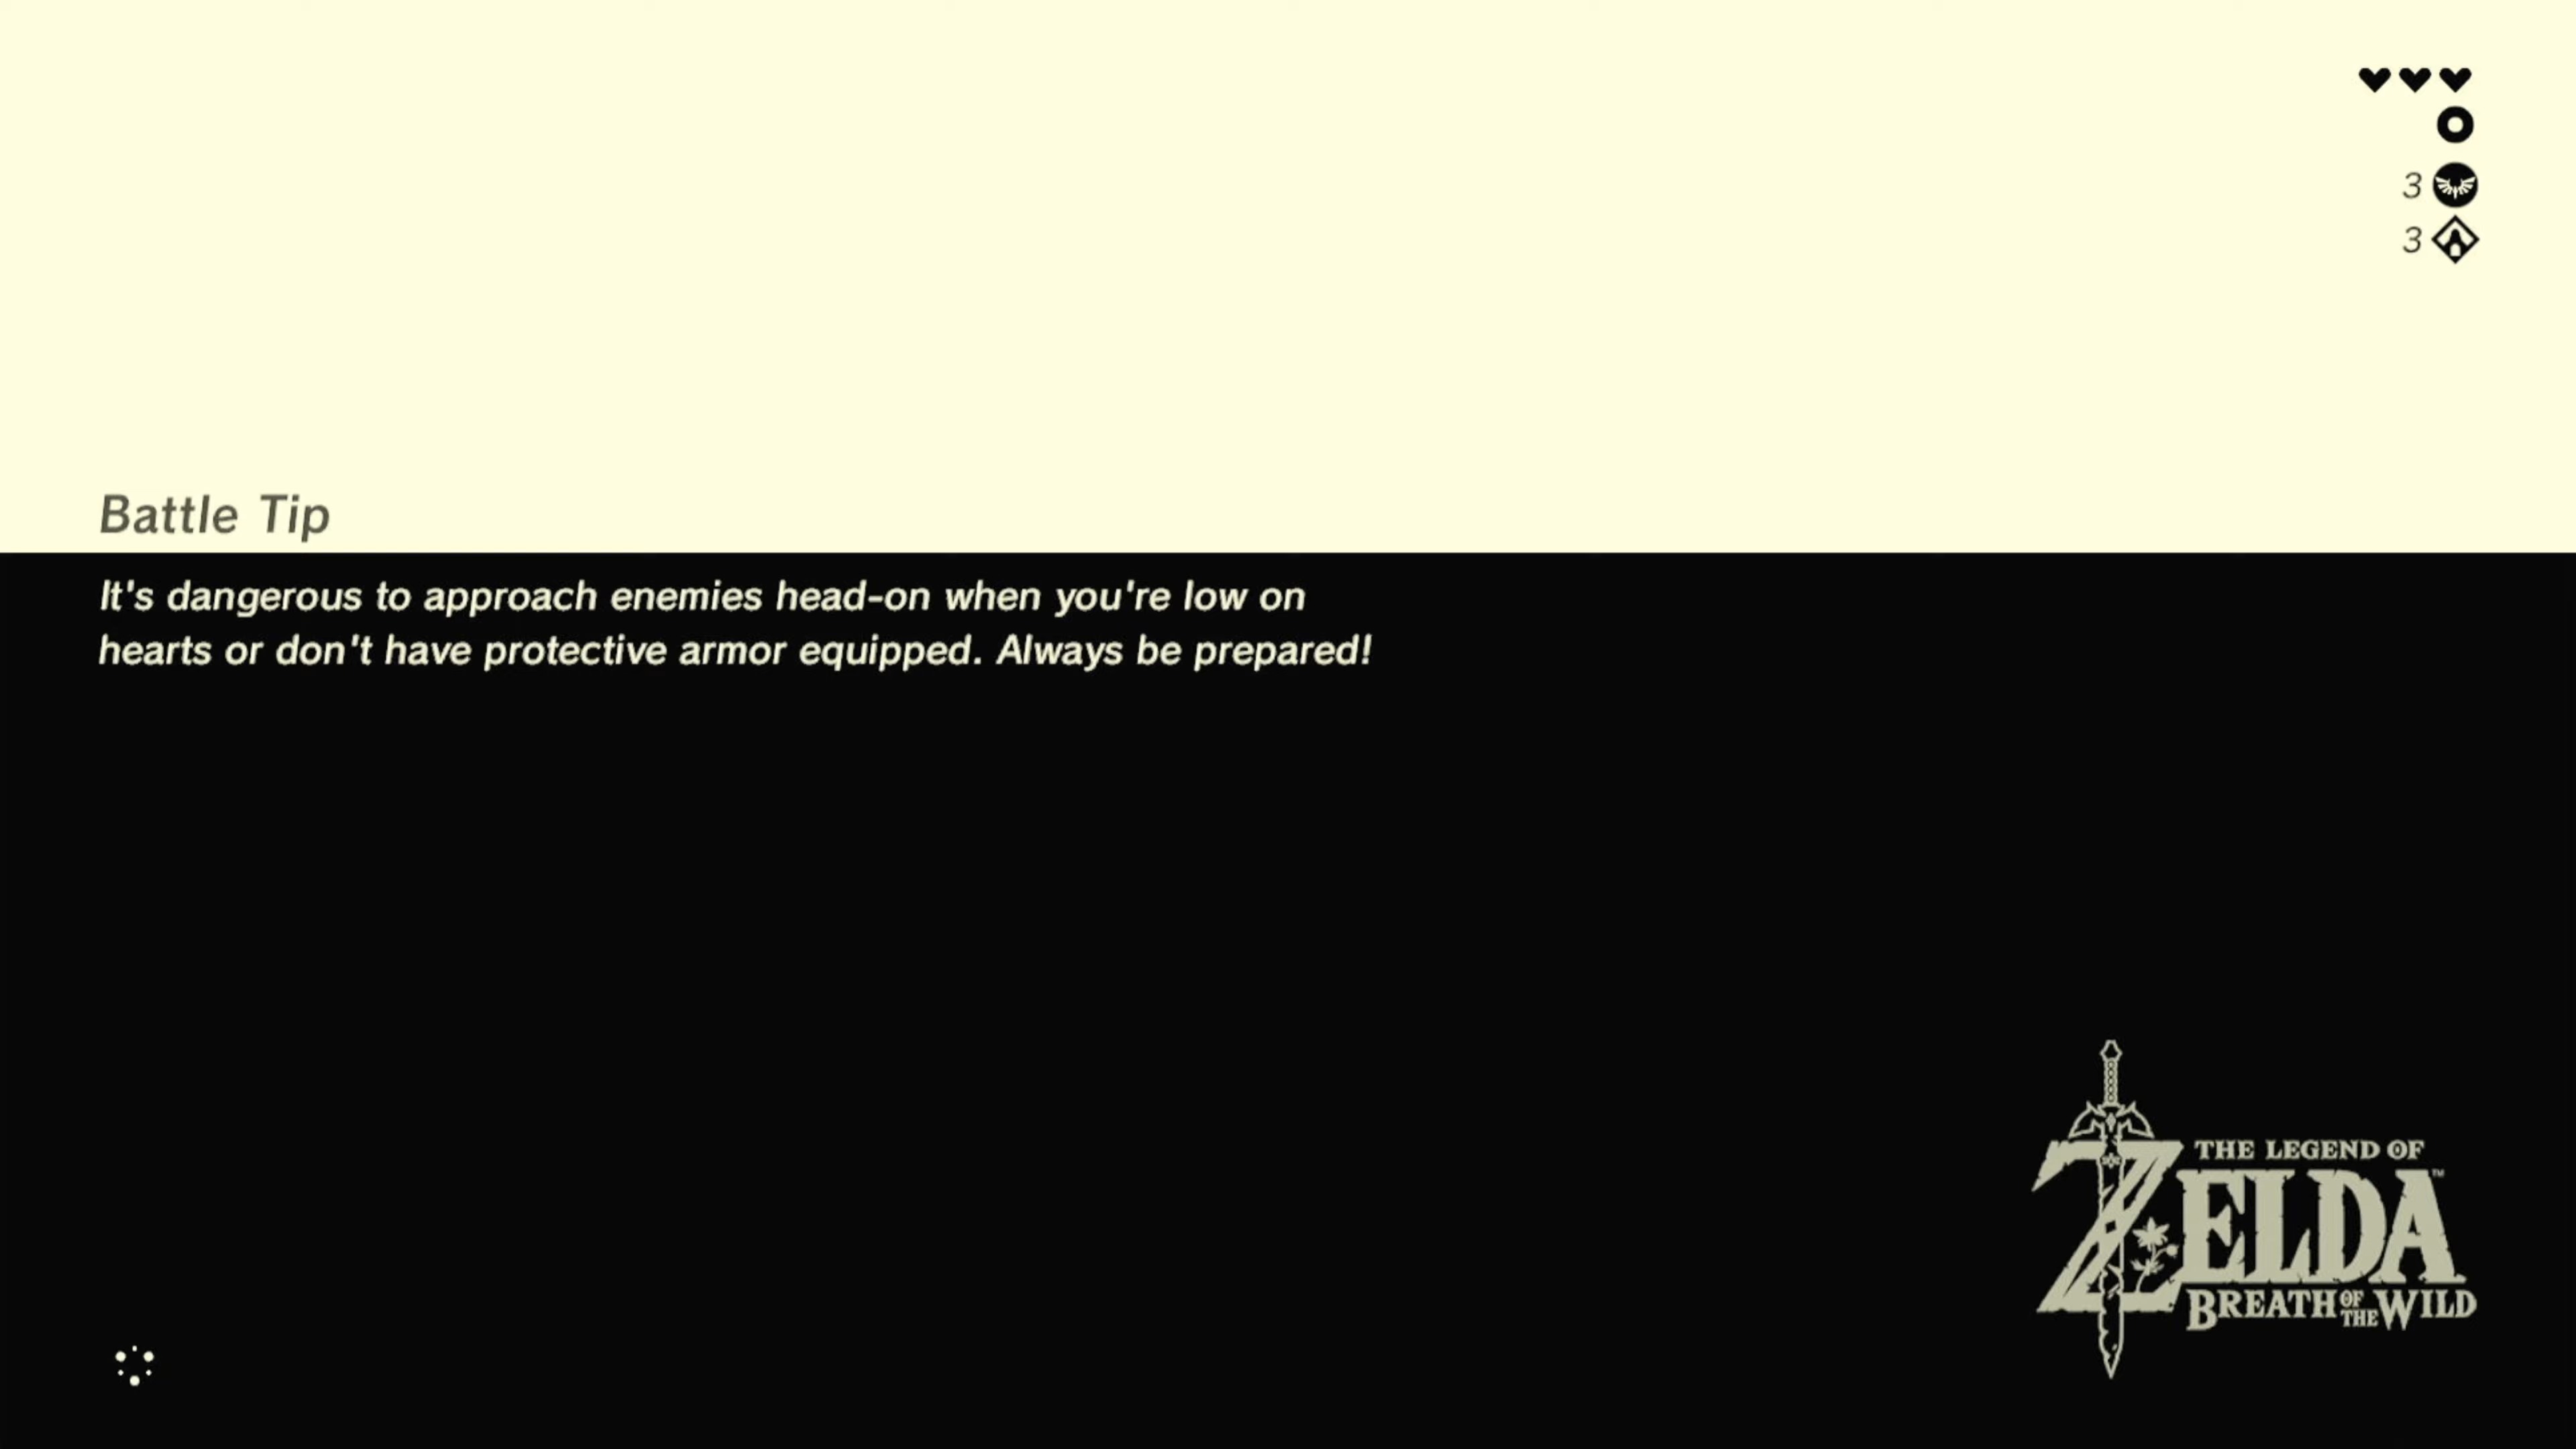 3
3
Battle Tip
It's dangerous to approach enemies head-on when you're low on
hearts or don't have protective armor equipped. Always be prepared!
THE LEGEND OF
ZELDA™
BREATH OF THE WILD